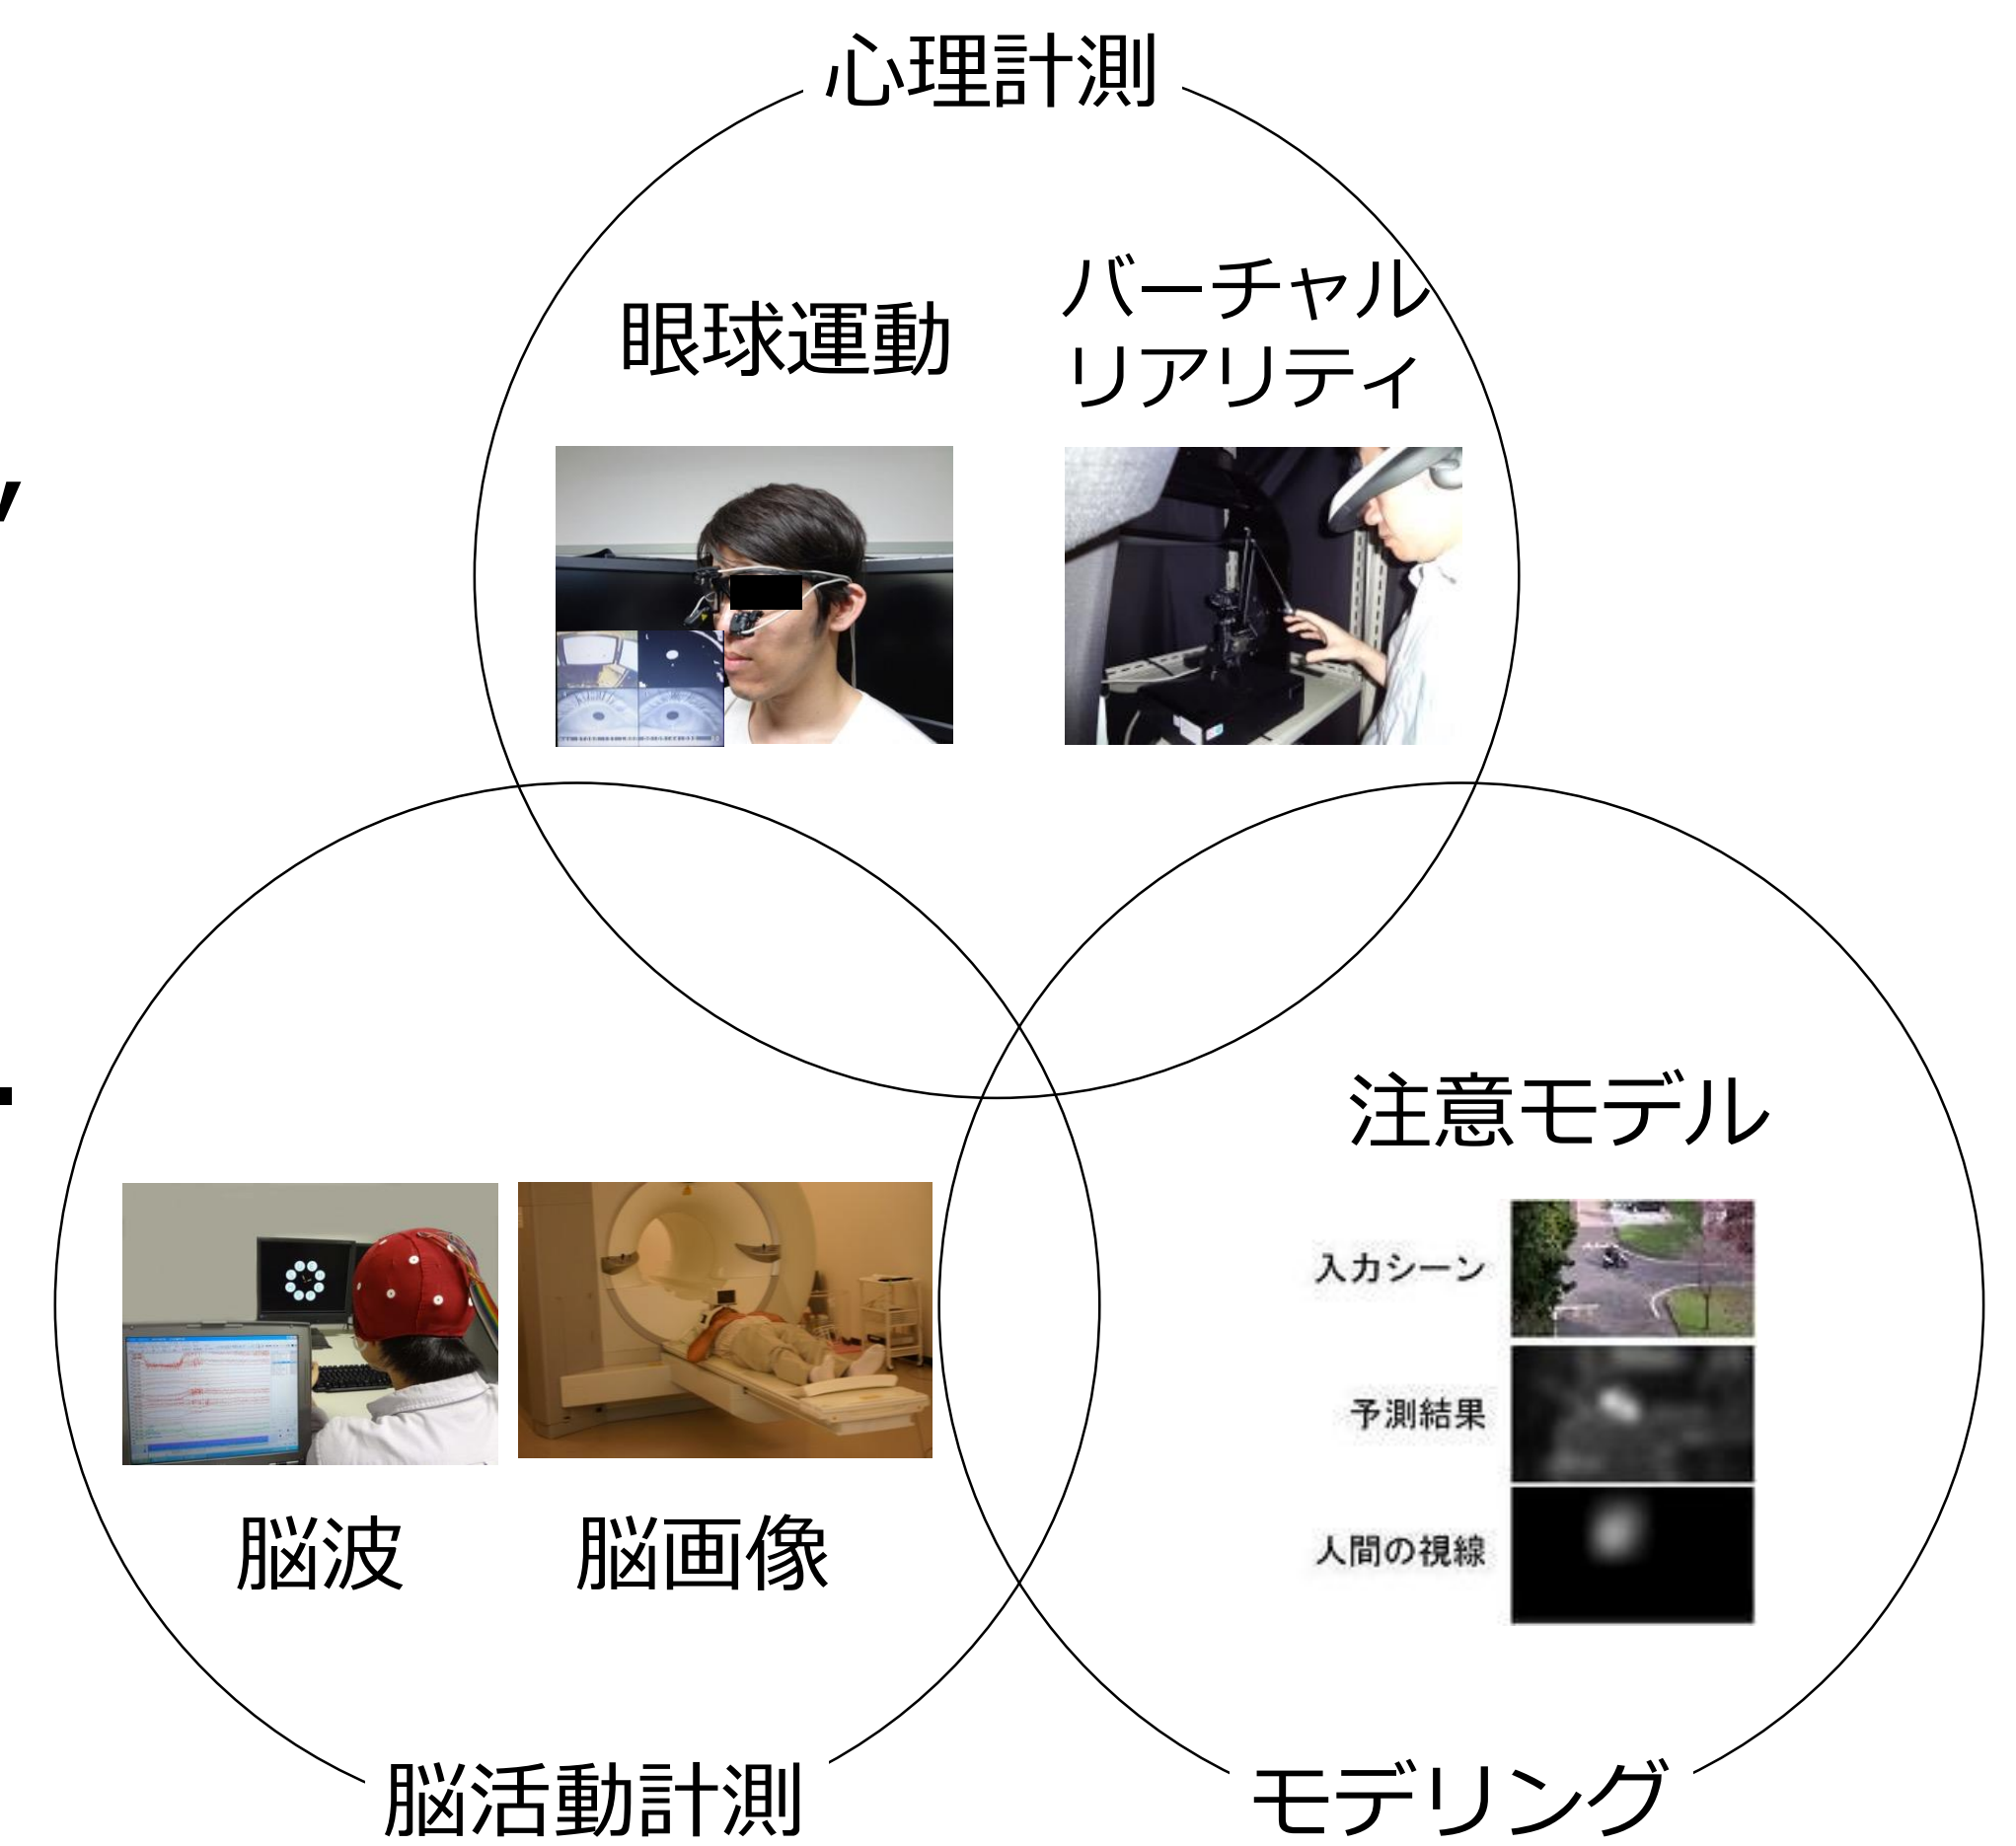 心理計測
眼球運動
バーチャル
リアリティ
注意モデル
入力シーン
予測結果
人間の視線
脳波
脳画像
脳活動計測
モデリング